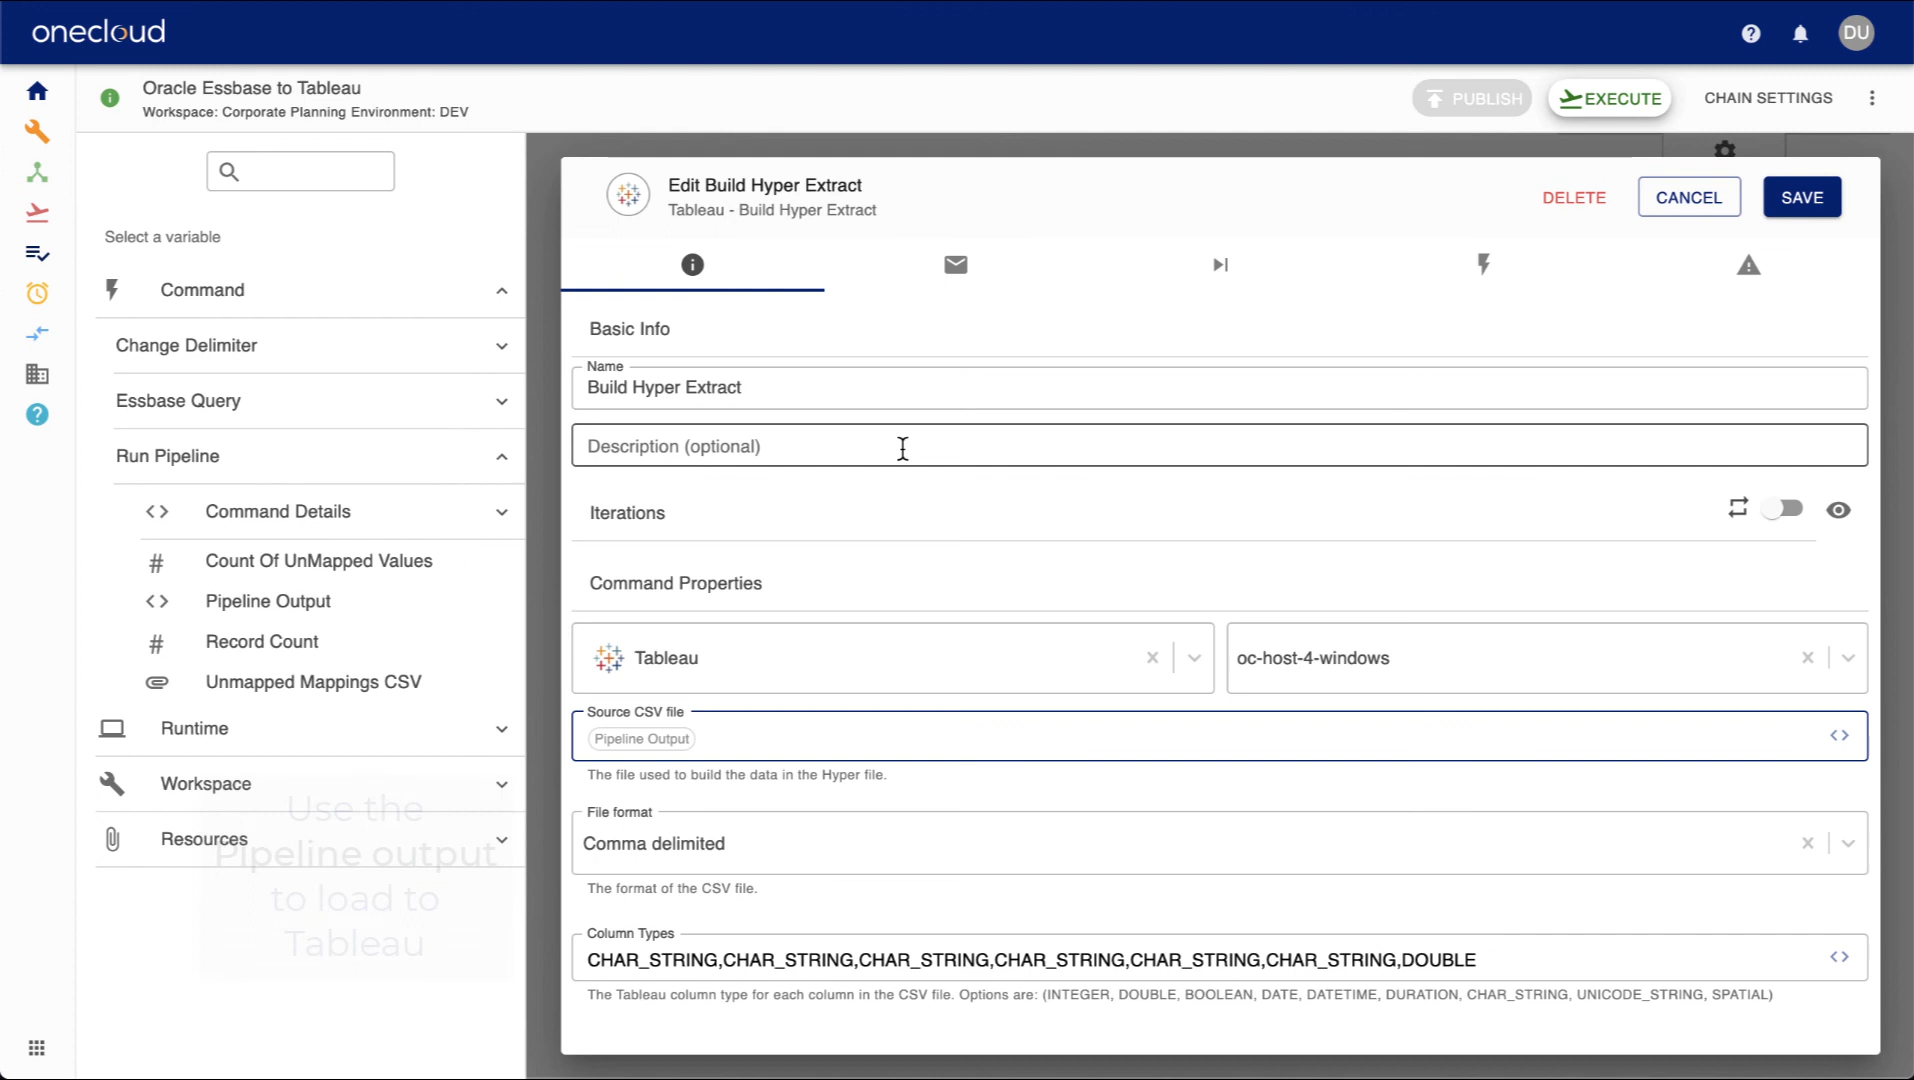 onecloud
DU
Oracle Essbase to Tableau
Workspace: Corporate Planning Environment: DEV
PUBLISH
EXECUTE
CHAIN SETTINGS
Select a variable
Command
Change Delimiter
Essbase Query
Run Pipeline
Command Details
Count Of UnMapped Values
Pipeline Output
Record Count
Unmapped Mappings CSV
Runtime
Workspace
Resources
Use the
Pipeline output
to load to
Tableau
Edit Build Hyper Extract
Tableau - Build Hyper Extract
DELETE
CANCEL
SAVE
Basic Info
Name
Build Hyper Extract
Description (optional)
Iterations
Command Properties
Tableau
oc-host-4-windows
Source CSV file
Pipeline Output
The file used to build the data in the Hyper file.
File format
Comma delimited
The format of the CSV file.
Column Types
CHAR_STRING,CHAR_STRING,CHAR_STRING,CHAR_STRING,CHAR_STRING,CHAR_STRING,DOUBLE
The Tableau column type for each column in the CSV file. Options are: (INTEGER, DOUBLE, BOOLEAN, DATE, DATETIME, DURATION, CHAR_STRING, UNICODE_STRING, SPATIAL)